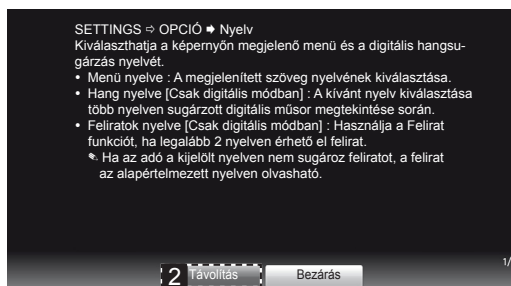 SETTINGS ⇨ OPCIÓ ➡ Nyelv
Kiválaszthatja a képernyőn megjelenő menü és a digitális hangsu-
gárzás nyelvét.
• Menü nyelve : A megjelenített szöveg nyelvének kiválasztása.
• Hang nyelve [Csak digitális módban] : A kívánt nyelv kiválasztása
több nyelven sugárzott digitális műsor megtekintése során.
• Feliratok nyelve [Csak digitális módban] : Használja a Felirat
funkciót, ha legalább 2 nyelven érhető el felirat.
✎ Ha az adó a kijelölt nyelven nem sugároz feliratot, a felirat
az alapértelmezett nyelven olvasható.
1/
2 Távolítás Bezárás